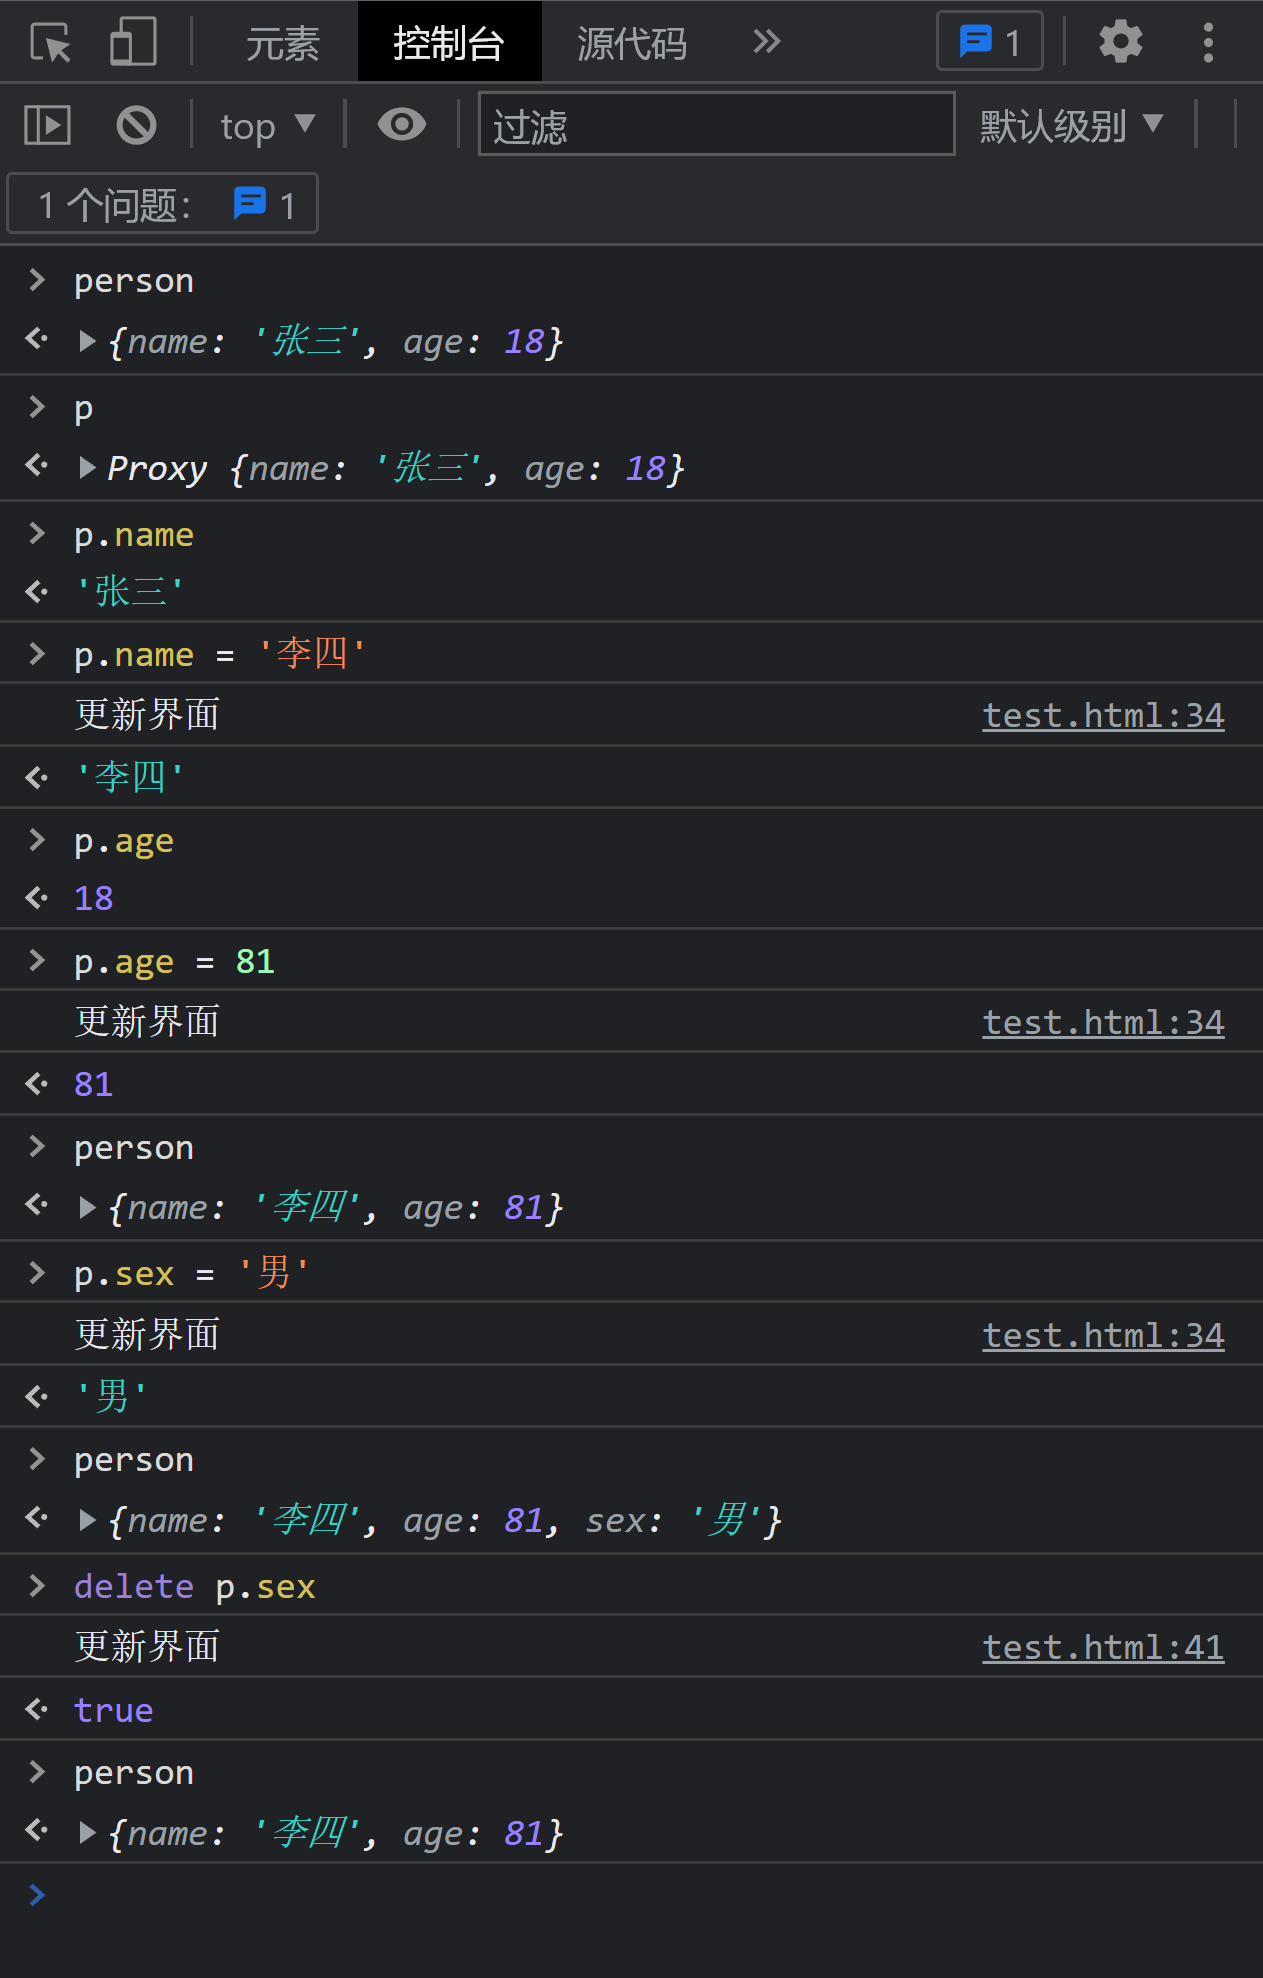 元素 控制台 源代码 1
top 过滤 默认级别
1 个问题: 1
person
{name: '张三', age: 18}
p
Proxy {name: '张三', age: 18}
p.name
'张三'
p.name = '李四'
更新界面 test.html:34
'李四'
p.age
18
p.age = 81
更新界面 test.html:34
81
person
{name: '李四', age: 81}
p.sex = '男'
更新界面 test.html:34
'男'
person
{name: '李四', age: 81, sex: '男'}
delete p.sex
更新界面 test.html:41
true
person
{name: '李四', age: 81}